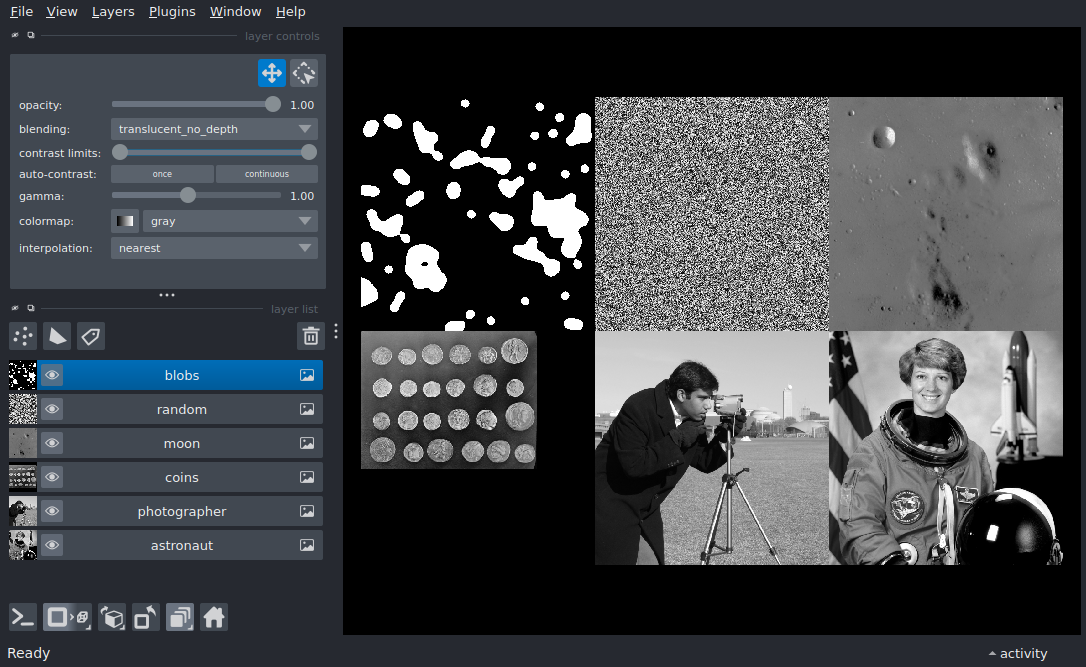 File View Layers Plugins Window Help
layer controls
opacity: 1.00
blending: translucent_no_depth
contrast limits:
auto-contrast: once continuous
gamma: 1.00
colormap: gray
interpolation: nearest
layer list
blobs
random
moon
coins
photographer
astronaut
Ready
activity